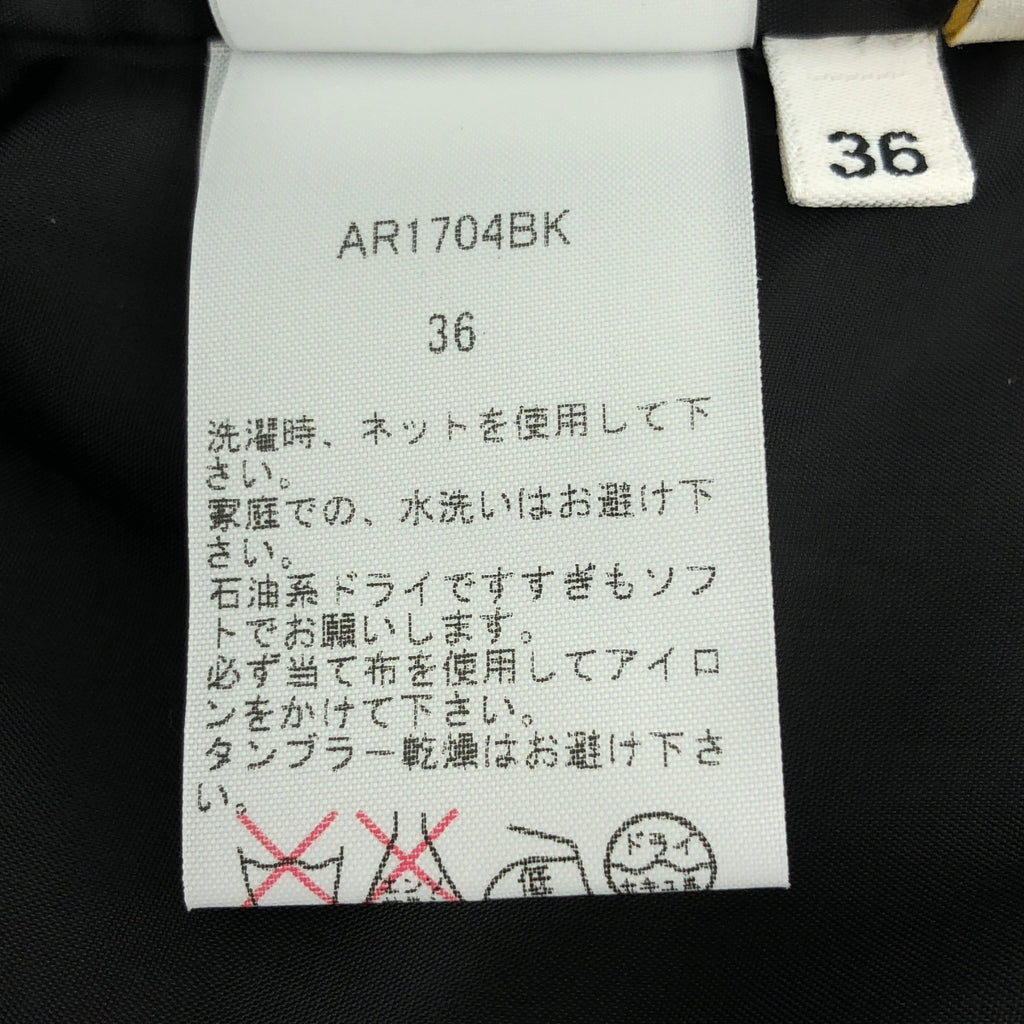 36
AR1704BK
36
洗濯時、ネットを使用して下
さい。
家庭での、水洗いはお避け下
さい。
石油系ドライですすぎもソフ
トでお願いします。
必ず当て布を使用してアイロ
ンをかけて下さい。
タンブラー乾燥はお避け下さ
い。
低
ドライ
セキユ系